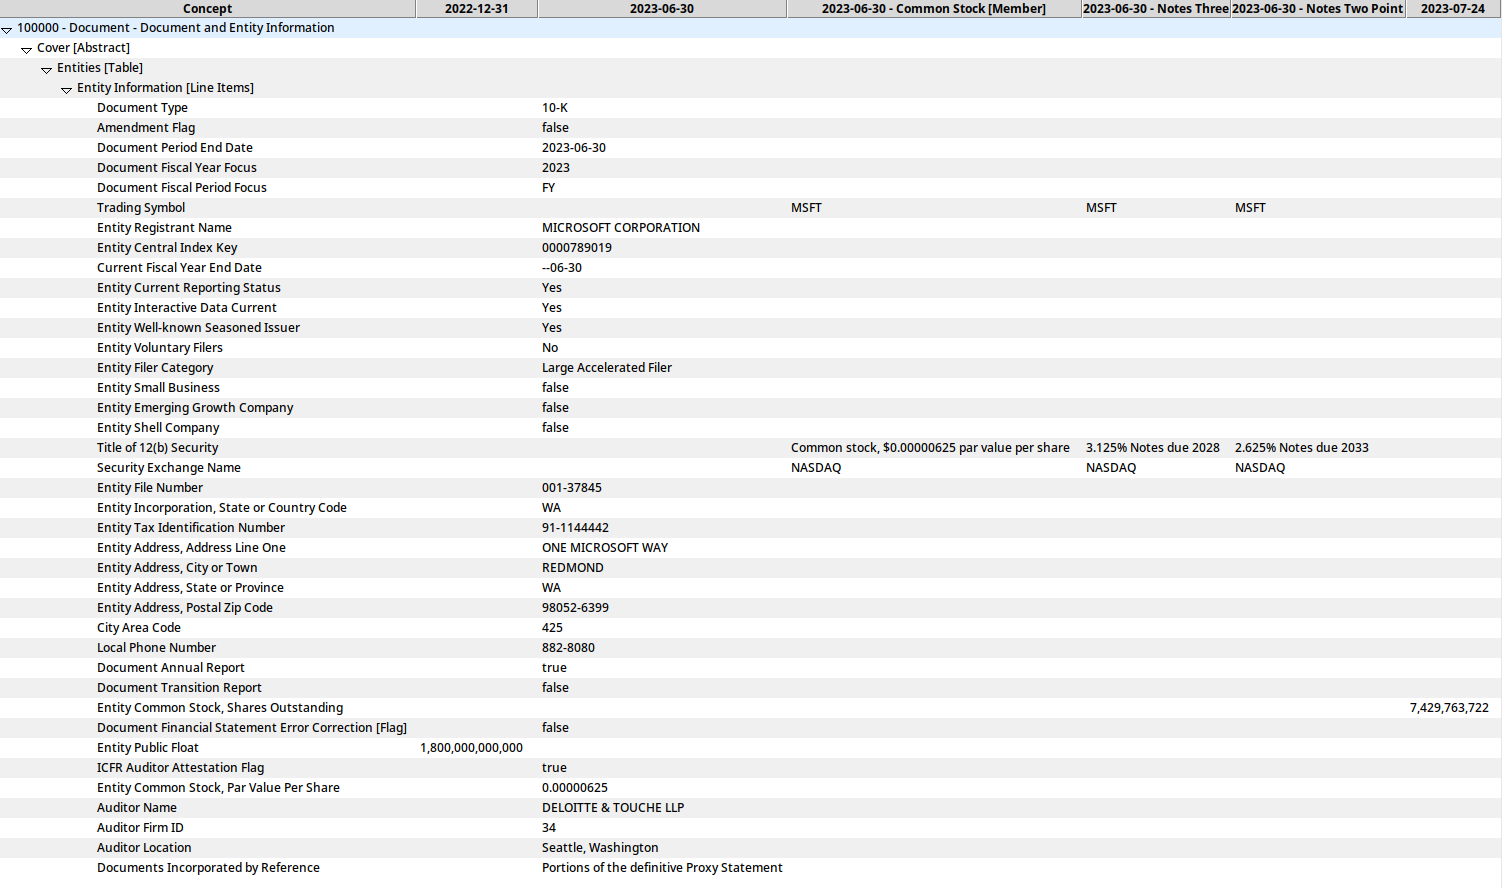 Concept 2022-12-31 2023-06-30 2023-06-30 - Common Stock [Member] 2023-06-30 - Notes Three 2023-06-30 - Notes Two Point 2023-07-24
100000 - Document - Document and Entity Information
Cover [Abstract]
Entities [Table]
Entity Information [Line Items]
Document Type 10-K
Amendment Flag false
Document Period End Date 2023-06-30
Document Fiscal Year Focus 2023
Document Fiscal Period Focus FY
Trading Symbol MSFT MSFT MSFT
Entity Registrant Name MICROSOFT CORPORATION
Entity Central Index Key 0000789019
Current Fiscal Year End Date --06-30
Entity Current Reporting Status Yes
Entity Interactive Data Current Yes
Entity Well-known Seasoned Issuer Yes
Entity Voluntary Filers No
Entity Filer Category Large Accelerated Filer
Entity Small Business false
Entity Emerging Growth Company false
Entity Shell Company false
Title of 12(b) Security Common stock, $0.00000625 par value per share 3.125% Notes due 2028 2.625% Notes due 2033
Security Exchange Name NASDAQ NASDAQ NASDAQ
Entity File Number 001-37845
Entity Incorporation, State or Country Code WA
Entity Tax Identification Number 91-1144442
Entity Address, Address Line One ONE MICROSOFT WAY
Entity Address, City or Town REDMOND
Entity Address, State or Province WA
Entity Address, Postal Zip Code 98052-6399
City Area Code 425
Local Phone Number 882-8080
Document Annual Report true
Document Transition Report false
Entity Common Stock, Shares Outstanding 7,429,763,722
Document Financial Statement Error Correction [Flag] false
Entity Public Float 1,800,000,000,000
ICFR Auditor Attestation Flag true
Entity Common Stock, Par Value Per Share 0.00000625
Auditor Name DELOITTE & TOUCHE LLP
Auditor Firm ID 34
Auditor Location Seattle, Washington
Documents Incorporated by Reference Portions of the definitive Proxy Statement